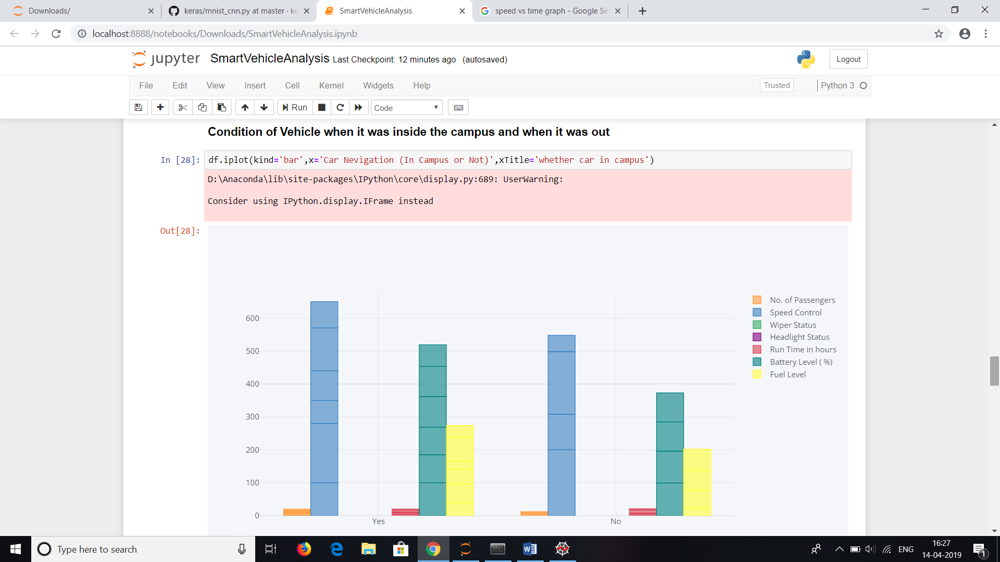 Downloads/
keras/mnist_cnn.py at master · ke
SmartVehicleAnalysis
speed vs time graph - Google Se
localhost:8888/notebooks/Downloads/SmartVehicleAnalysis.ipynb
jupyter SmartVehicleAnalysis Last Checkpoint: 12 minutes ago (autosaved)
Logout
File Edit View Insert Cell Kernel Widgets Help
Trusted
Python 3
Run
Code
Condition of Vehicle when it was inside the campus and when it was out
In [28]: df.iplot(kind='bar',x='Car Nevigation (In Campus or Not)',xTitle='whether car in campus')
D:\Anaconda\lib\site-packages\IPython\core\display.py:689: UserWarning:
Consider using IPython.display.IFrame instead
Out[28]:
No. of Passengers
Speed Control
Wiper Status
Headlight Status
Run Time in hours
Battery Level ( %)
Fuel Level
600
500
400
300
200
100
0
Yes
No
Type here to search
ENG
16:27
14-04-2019
1